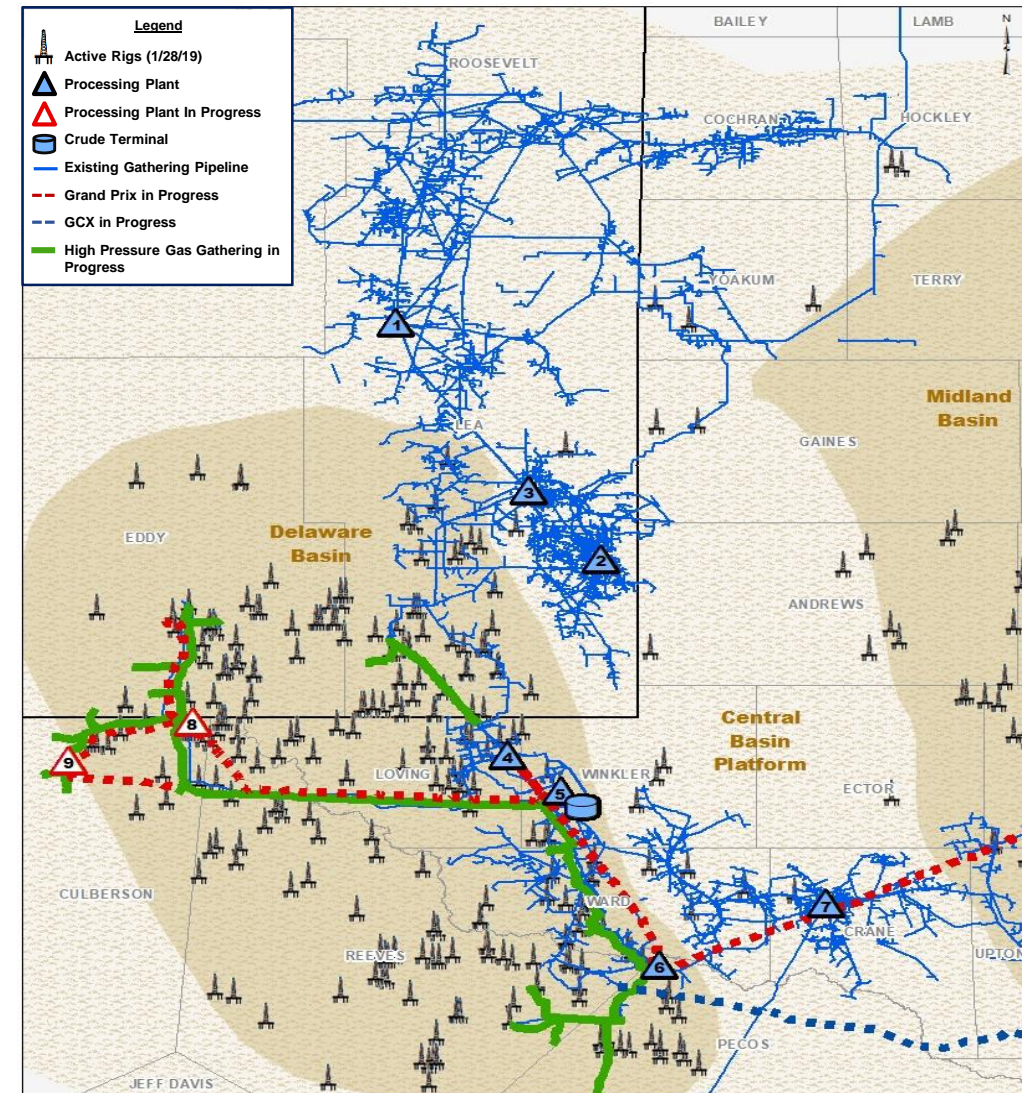 Legend
Active Rigs (1/28/19)
Processing Plant
Processing Plant In Progress
Crude Terminal
Existing Gathering Pipeline
Grand Prix in Progress
GCX in Progress
High Pressure Gas Gathering in
Progress
BAILEY
LAMB
N
ROOSEVELT
COCHRAN
HOCKLEY
YOAKUM
TERRY
1
Midland
Basin
LEA
GAINES
3
EDDY
Delaware
Basin
2
ANDREWS
Central
Basin
Platform
8
9
4
LOVING
5
WINKLER
ECTOR
CULBERSON
WARD
7
CRANE
REEVES
6
UPTON
PECOS
JEFF DAVIS